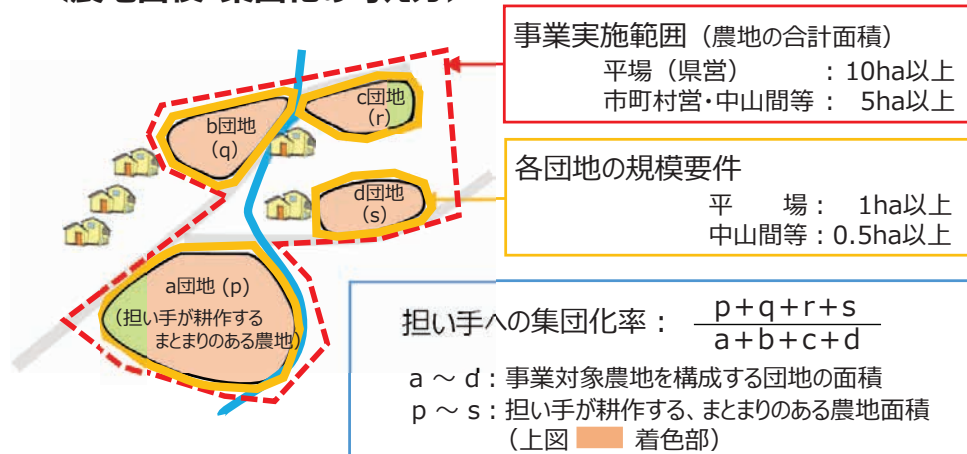 事業実施範囲（農地の合計面積）
平場（県営）　：10ha以上
市町村営・中山間等：5ha以上
c団地
(r)
b団地
(q)
各団地の規模要件
平　場：1ha以上
中山間等：0.5ha以上
d団地
(s)
a団地 (p)
(担い手が耕作する
まとまりのある農地)
担い手への集団化率： p+q+r+s
a+b+c+d
a ～ d：事業対象農地を構成する団地の面積
p ～ s：担い手が耕作する、まとまりのある農地面積
（上図　着色部）